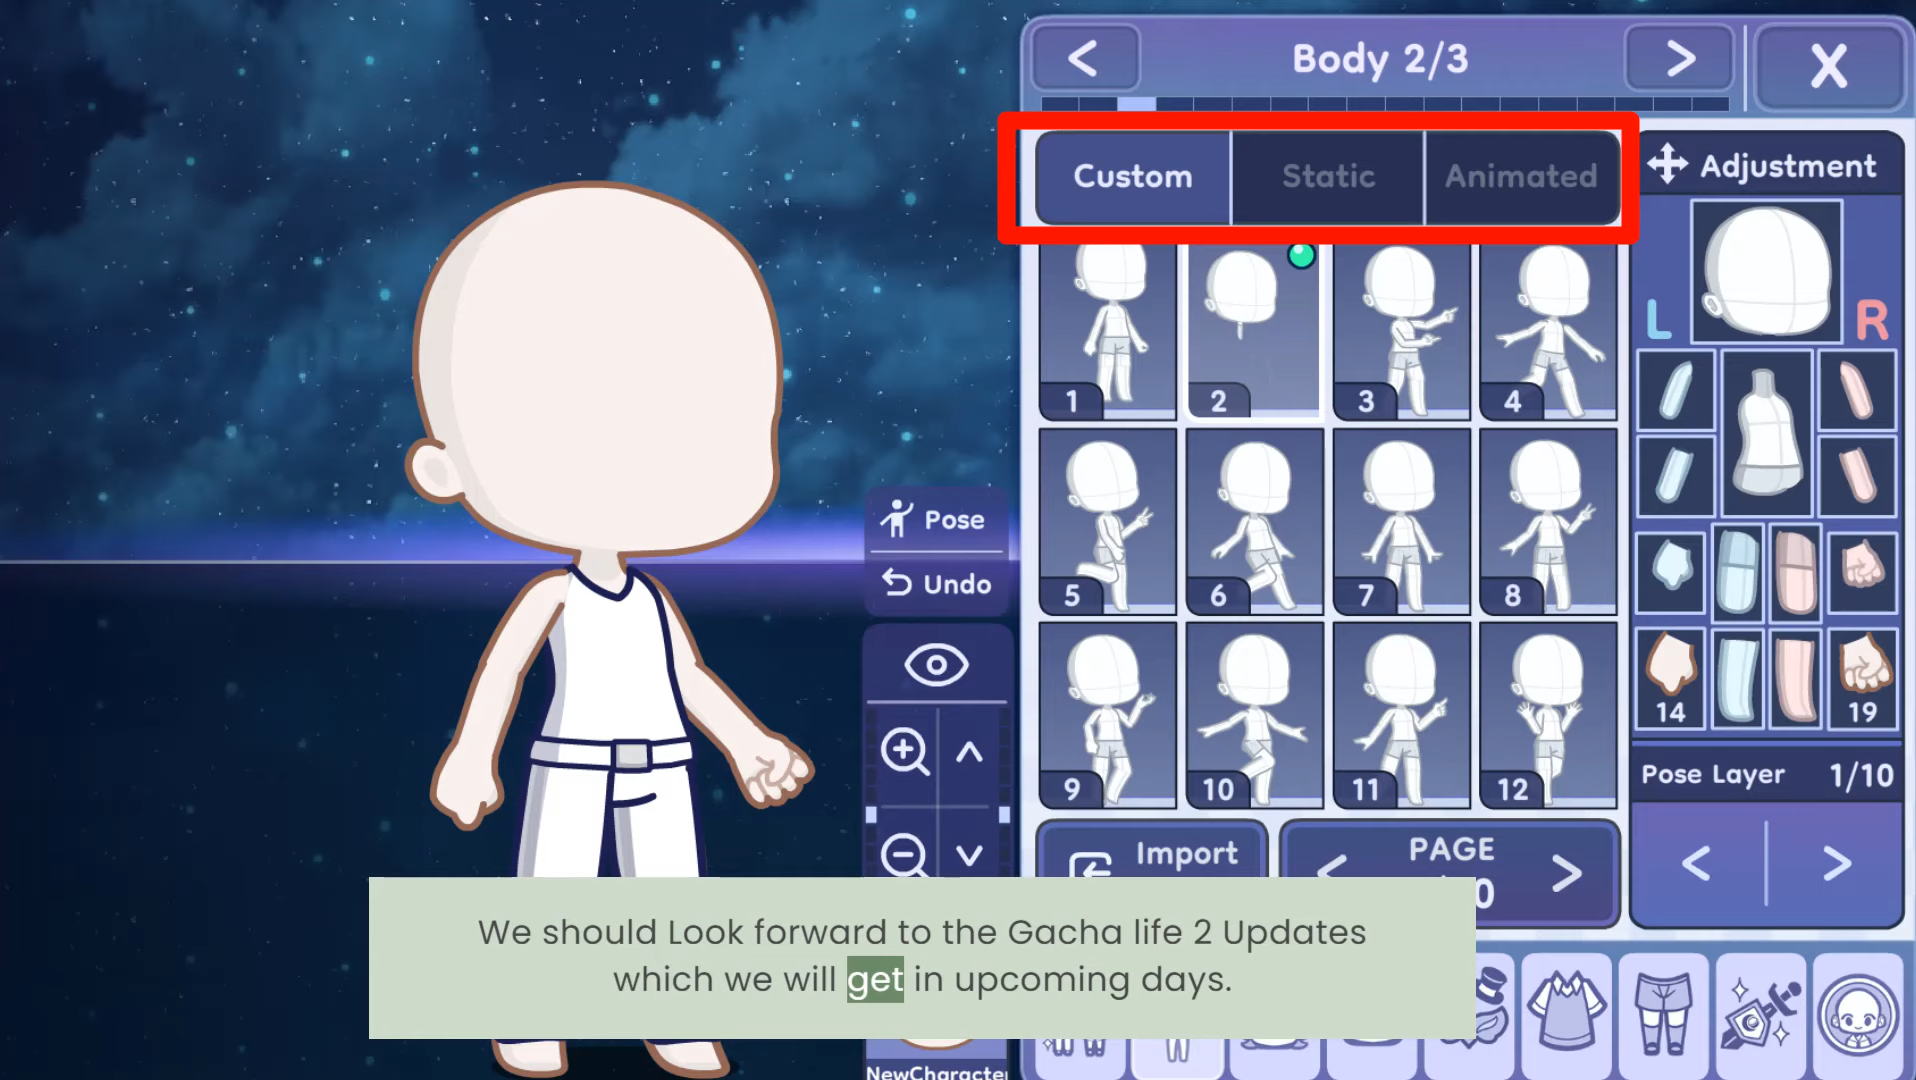 Body 2/3
X
Custom
Static
Animated
Adjustment
L
R
1
2
3
4
5
6
7
8
9
10
11
12
Pose
Undo
14
19
Pose Layer 1/10
Import
PAGE
0
We should Look forward to the Gacha life 2 Updates
which we will get in upcoming days.
NewCharacter